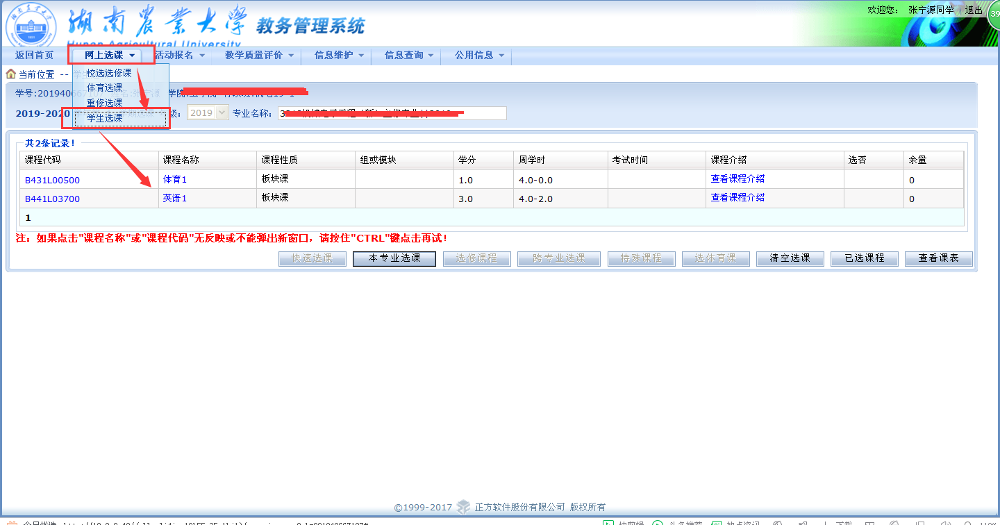 欢迎您: 张宁源同学 退出
39
湖南农业大学 教务管理系统
Hunan Agricultural University
返回首页 网上选课 活动报名 教学质量评价 信息维护 信息查询 公用信息
当前位置 --
校选选修课
体育选课
重修选课
学生选课
学号:201940667107
2019-2020 2019 专业名称:
共2条记录!
课程代码 课程名称 课程性质 组或模块 学分 周学时 考试时间 课程介绍 选否 余量
B431L00500 体育1 板块课 1.0 4.0-0.0 查看课程介绍 0
B441L03700 英语1 板块课 3.0 4.0-2.0 查看课程介绍 0
1
注: 如果点击"课程名称"或"课程代码"无反映或不能弹出新窗口, 请按住"CTRL"键点击再试!
快速选课 本专业选课 选修课程 跨专业选课 特殊课程 选体育课 清空选课 已选课程 查看课表
©1999-2017 正方软件股份有限公司 版权所有